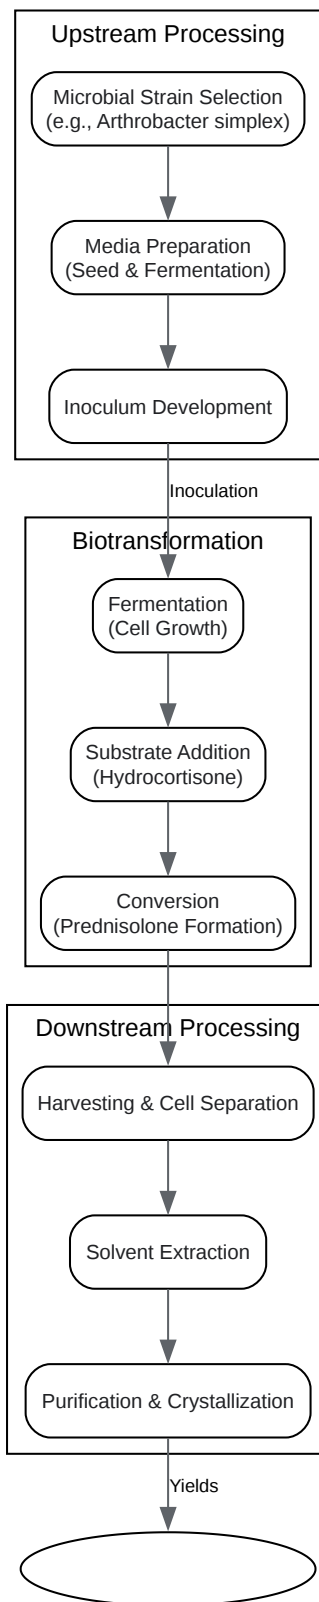 Upstream Processing
Microbial Strain Selection
(e.g., Arthrobacter simplex)
Media Preparation
(Seed & Fermentation)
Inoculum Development
Inoculation
Biotransformation
Fermentation
(Cell Growth)
Substrate Addition
(Hydrocortisone)
Conversion
(Prednisolone Formation)
Downstream Processing
Harvesting & Cell Separation
Solvent Extraction
Purification & Crystallization
Yields